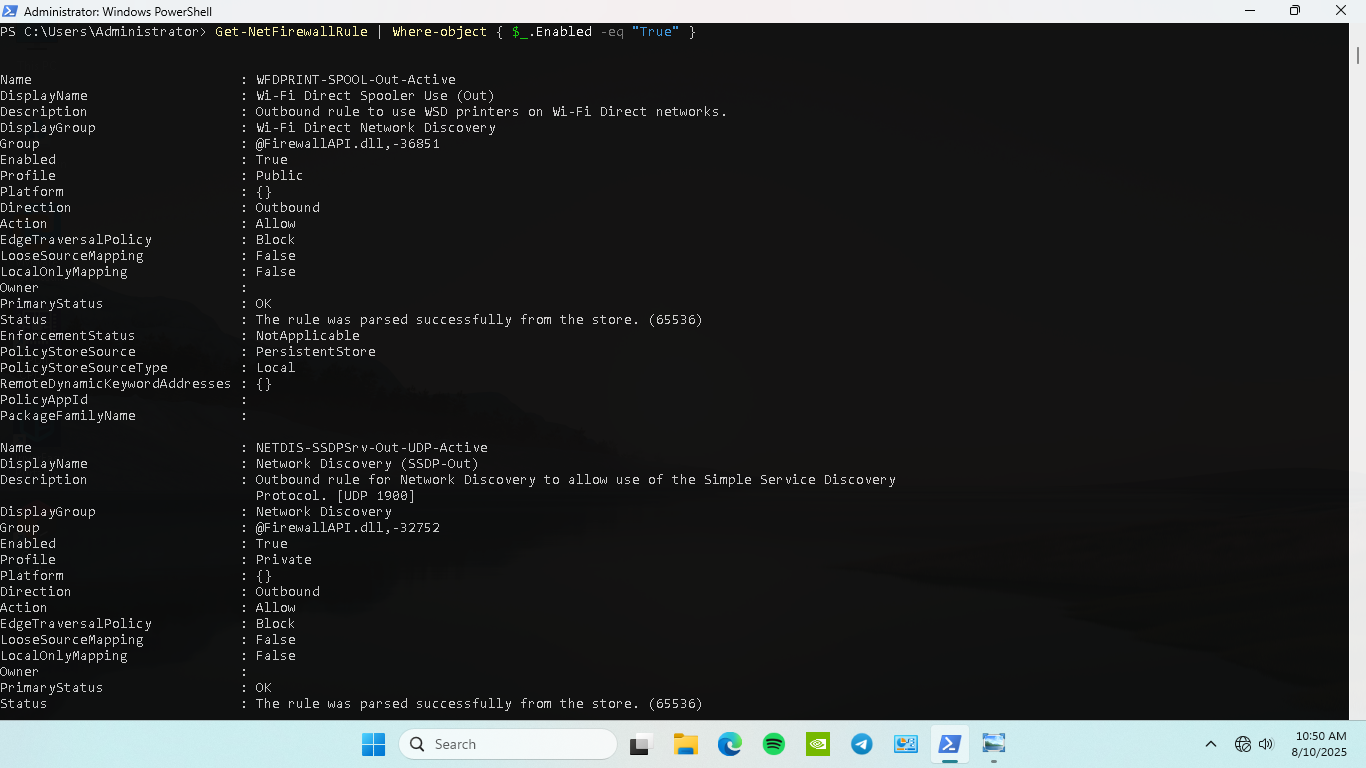 Administrator: Windows PowerShell
PS C:\Users\Administrator> Get-NetFirewallRule | Where-object { $_.Enabled -eq "True" }
Name : WFDPRINT-SPOOL-Out-Active
DisplayName : Wi-Fi Direct Spooler Use (Out)
Description : Outbound rule to use WSD printers on Wi-Fi Direct networks.
DisplayGroup : Wi-Fi Direct Network Discovery
Group : @FirewallAPI.dll,-36851
Enabled : True
Profile : Public
Platform : {}
Direction : Outbound
Action : Allow
EdgeTraversalPolicy : Block
LooseSourceMapping : False
LocalOnlyMapping : False
Owner :
PrimaryStatus : OK
Status : The rule was parsed successfully from the store. (65536)
EnforcementStatus : NotApplicable
PolicyStoreSource : PersistentStore
PolicyStoreSourceType : Local
RemoteDynamicKeywordAddresses : {}
PolicyAppId :
PackageFamilyName :
Name : NETDIS-SSDPSrv-Out-UDP-Active
DisplayName : Network Discovery (SSDP-Out)
Description : Outbound rule for Network Discovery to allow use of the Simple Service Discovery
Protocol. [UDP 1900]
DisplayGroup : Network Discovery
Group : @FirewallAPI.dll,-32752
Enabled : True
Profile : Private
Platform : {}
Direction : Outbound
Action : Allow
EdgeTraversalPolicy : Block
LooseSourceMapping : False
LocalOnlyMapping : False
Owner :
PrimaryStatus : OK
Status : The rule was parsed successfully from the store. (65536)
Search
10:50 AM
8/10/2025